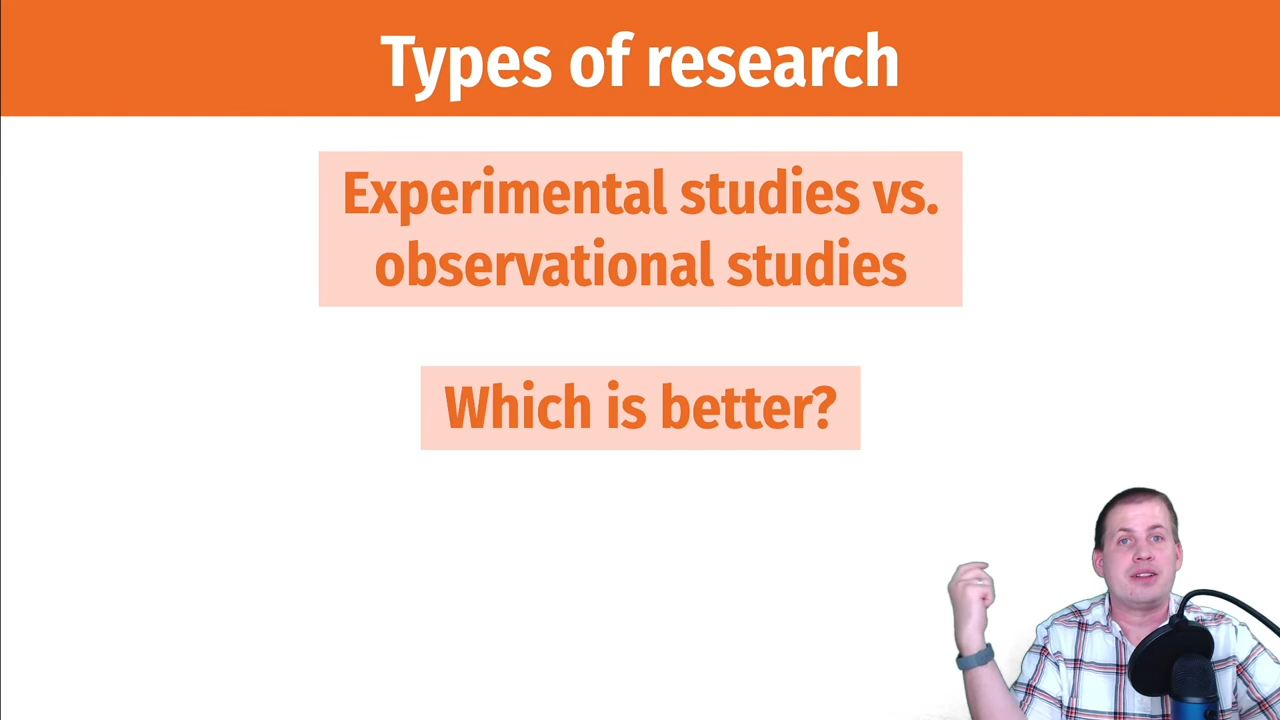 Types of research
Experimental studies vs.
observational studies
Which is better?